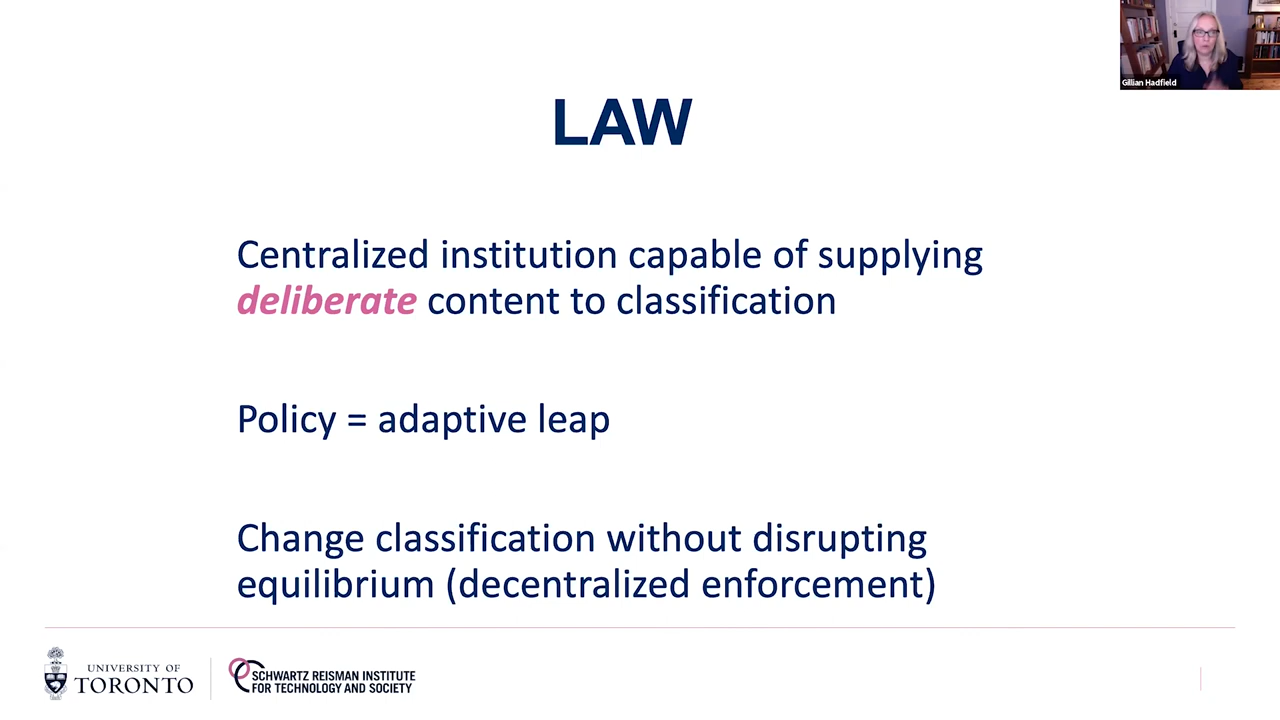 Gillian Hadfield
LAW
Centralized institution capable of supplying
deliberate content to classification
Policy = adaptive leap
Change classification without disrupting
equilibrium (decentralized enforcement)
UNIVERSITY OF
TORONTO
SCHWARTZ REISMAN INSTITUTE
FOR TECHNOLOGY AND SOCIETY